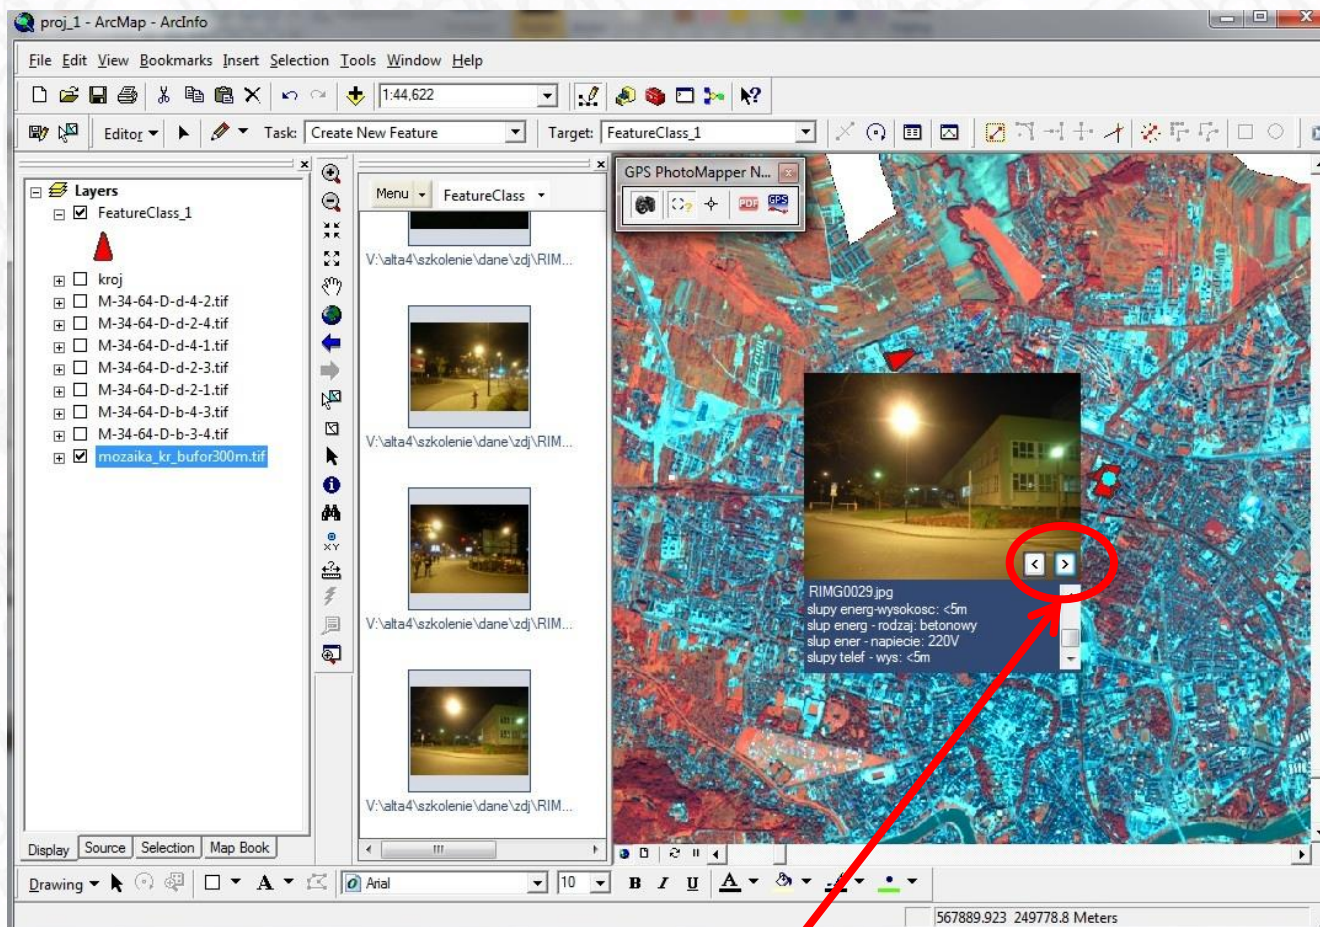 proj_1 - ArcMap - ArcInfo
File Edit View Bookmarks Insert Selection Tools Window Help
1:44,622
Editor Task: Create New Feature Target: FeatureClass_1
Layers
FeatureClass_1
kroj
M-34-64-D-d-4-2.tif
M-34-64-D-d-2-4.tif
M-34-64-D-d-4-1.tif
M-34-64-D-d-2-3.tif
M-34-64-D-d-2-1.tif
M-34-64-D-b-4-3.tif
M-34-64-D-b-3-4.tif
mozaika_kr_bufor300m.tif
Display Source Selection Map Book
XY
Menu FeatureClass
V:\alta4\szkolenie\dane\zdj\RIM...
V:\alta4\szkolenie\dane\zdj\RIM...
V:\alta4\szkolenie\dane\zdj\RIM...
V:\alta4\szkolenie\dane\zdj\RIM...
GPS PhotoMapper N...
PDF GPS
< >
RIMG0029.jpg
slupy energ-wysokosc: <5m
slup energ - rodzaj: betonowy
slup ener - napiecie: 220V
slupy telef - wys: <5m
Drawing A Arial 10 B I U A
567889.923 249778.8 Meters